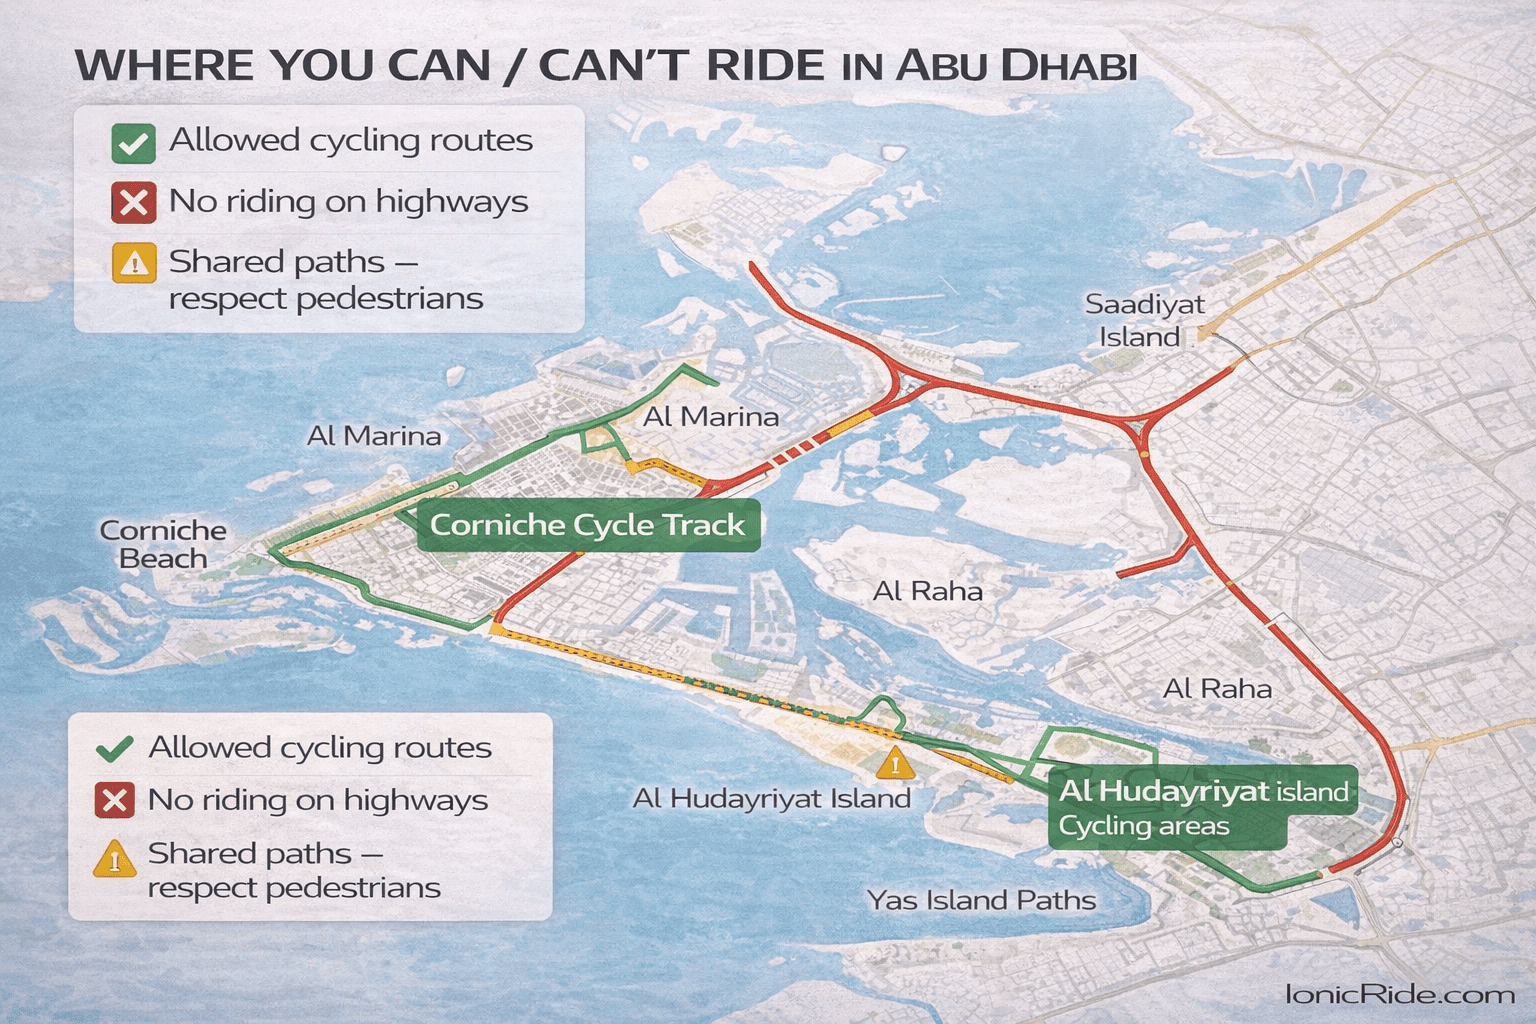 WHERE YOU CAN / CAN'T RIDE IN ABU DHABI
Allowed cycling routes
No riding on highways
Shared paths –
respect pedestrians
Saadiyat
Island
Al Marina
Al Marina
Corniche Cycle Track
Corniche
Beach
Al Raha
Al Raha
Al Hudayriyat island
Cycling areas
Al Hudayriyat Island
Yas Island Paths
Allowed cycling routes
No riding on highways
Shared paths –
respect pedestrians
IonicRide.com